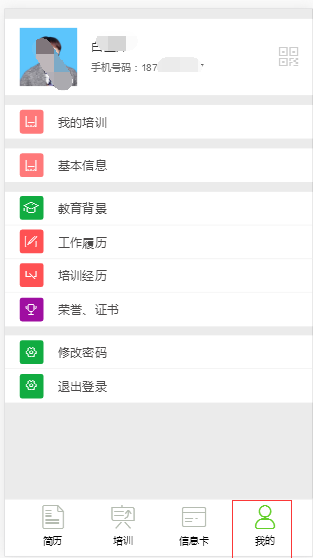 手机号码：187
我的培训
基本信息
教育背景
工作履历
培训经历
荣誉、证书
修改密码
退出登录
简历 培训 信息卡 我的